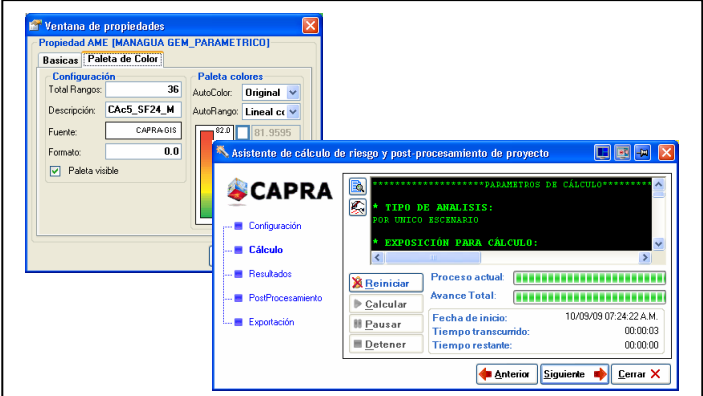 Ventana de propiedades
Propiedad AME [MANAGUA GEM_PARAMETRICO]
Basicas Paleta de Color
Configuración
Total Rangos: 36
Descripción: CAc5_SF24_M
Fuente: CAPRA-GIS
Formato: 0.0
Paleta visible
Paleta colores
AutoColor: Original
AutoRango: Lineal
82.0 81.9595
Asistente de cálculo de riesgo y post-procesamiento de proyecto
CAPRA
Configuración
Cálculo
Resultados
PostProcesamiento
Exportación
********************PARAMETROS DE CÁLCULO*********
* TIPO DE ANALISIS:
POR UNICO ESCENARIO
* EXPOSICIÓN PARA CÁLCULO:
Reiniciar
Calcular
Pausar
Detener
Proceso actual:
Avance Total:
Fecha de inicio: 10/09/09 07:24:22 A.M.
Tiempo transcurrido: 00:00:03
Tiempo restante: 00:00:00
Anterior Siguiente Cerrar